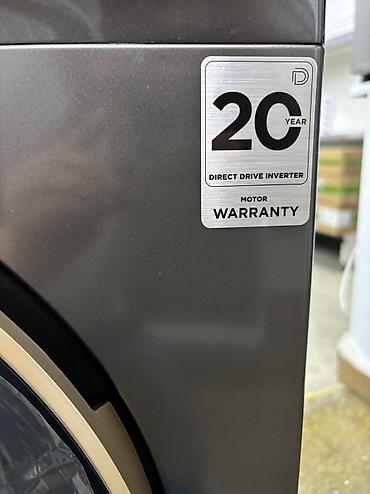 20 YEAR
DIRECT DRIVE INVERTER
MOTOR
WARRANTY